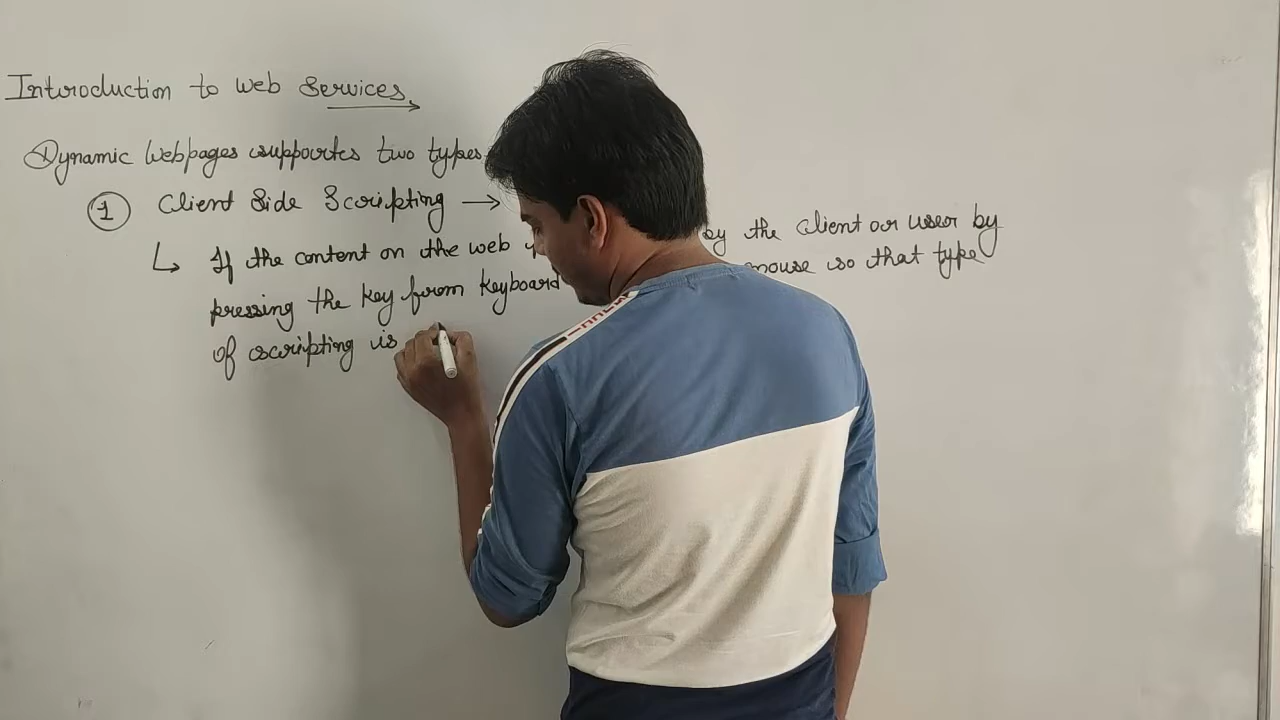 Introduction to Web Services
Dynamic Webpages supportes two types
1 Client Side Scripting →
↳ If the content on the web by the client or user by
pressing the key from keyboard mouse so that type
of scripting is